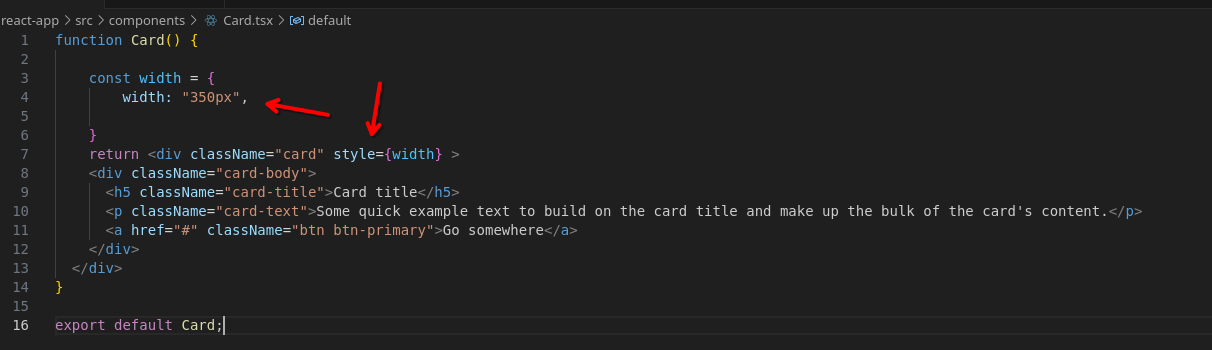 react-app > src > components > Card.tsx > default
1 function Card() {
2
3 const width = {
4 width: "350px",
5
6 }
7 return <div className="card" style={width} >
8 <div className="card-body">
9 <h5 className="card-title">Card title</h5>
10 <p className="card-text">Some quick example text to build on the card title and make up the bulk of the card's content.</p>
11 <a href="#" className="btn btn-primary">Go somewhere</a>
12 </div>
13 </div>
14 }
15
16 export default Card;